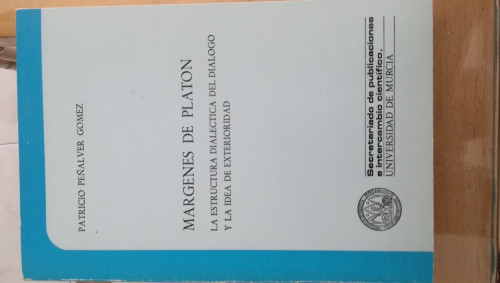 PATRICIO PEÑALVER GOMEZ
MARGENES DE PLATON
LA ESTRUCTURA DIALECTICA DEL DIALOGO
Y LA IDEA DE EXTERIORIDAD
Secretariado de publicaciones
e intercambio científico.
UNIVERSIDAD DE MURCIA